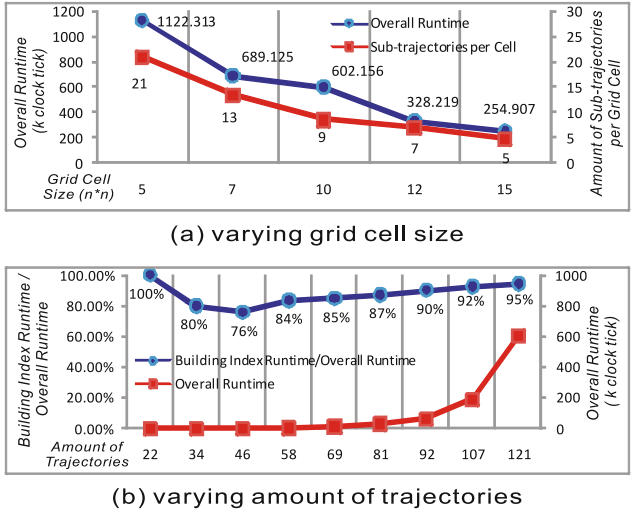 Overall Runtime
(k clock tick)
1200
1000
800
600
400
200
0
1122.313
689.125
602.156
328.219
254.907
Overall Runtime
Sub-trajectories per Cell
21
13
9
7
5
30
25
20
15
10
5
0
Amount of Sub-trajectories
per Grid Cell
Grid Cell
Size (n*n)
5 7 10 12 15
(a) varying grid cell size
Building Index Runtime /
Overall Runtime
100.00%
80.00%
60.00%
40.00%
20.00%
0.00%
100% 80% 76% 84% 85% 87% 90% 92% 95%
Building Index Runtime/Overall Runtime
Overall Runtime
1000
800
600
400
200
0
Overall Runtime
( k clock tick)
Amount of
Trajectories
22 34 46 58 69 81 92 107 121
(b) varying amount of trajectories